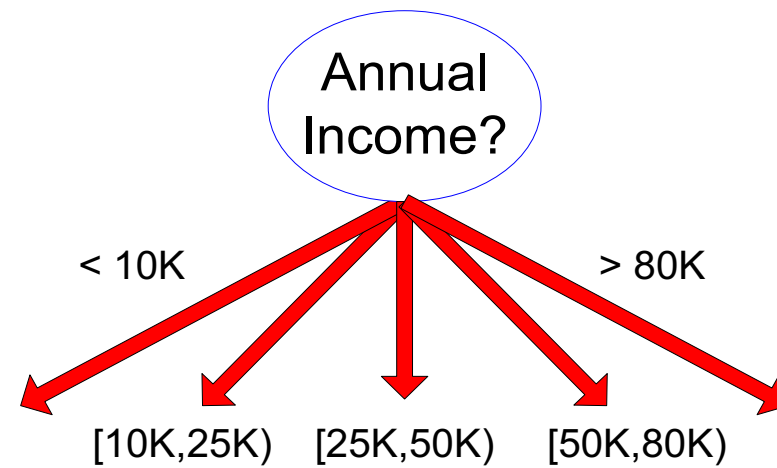 Annual
Income?
< 10K
> 80K
[10K,25K)
[25K,50K)
[50K,80K)